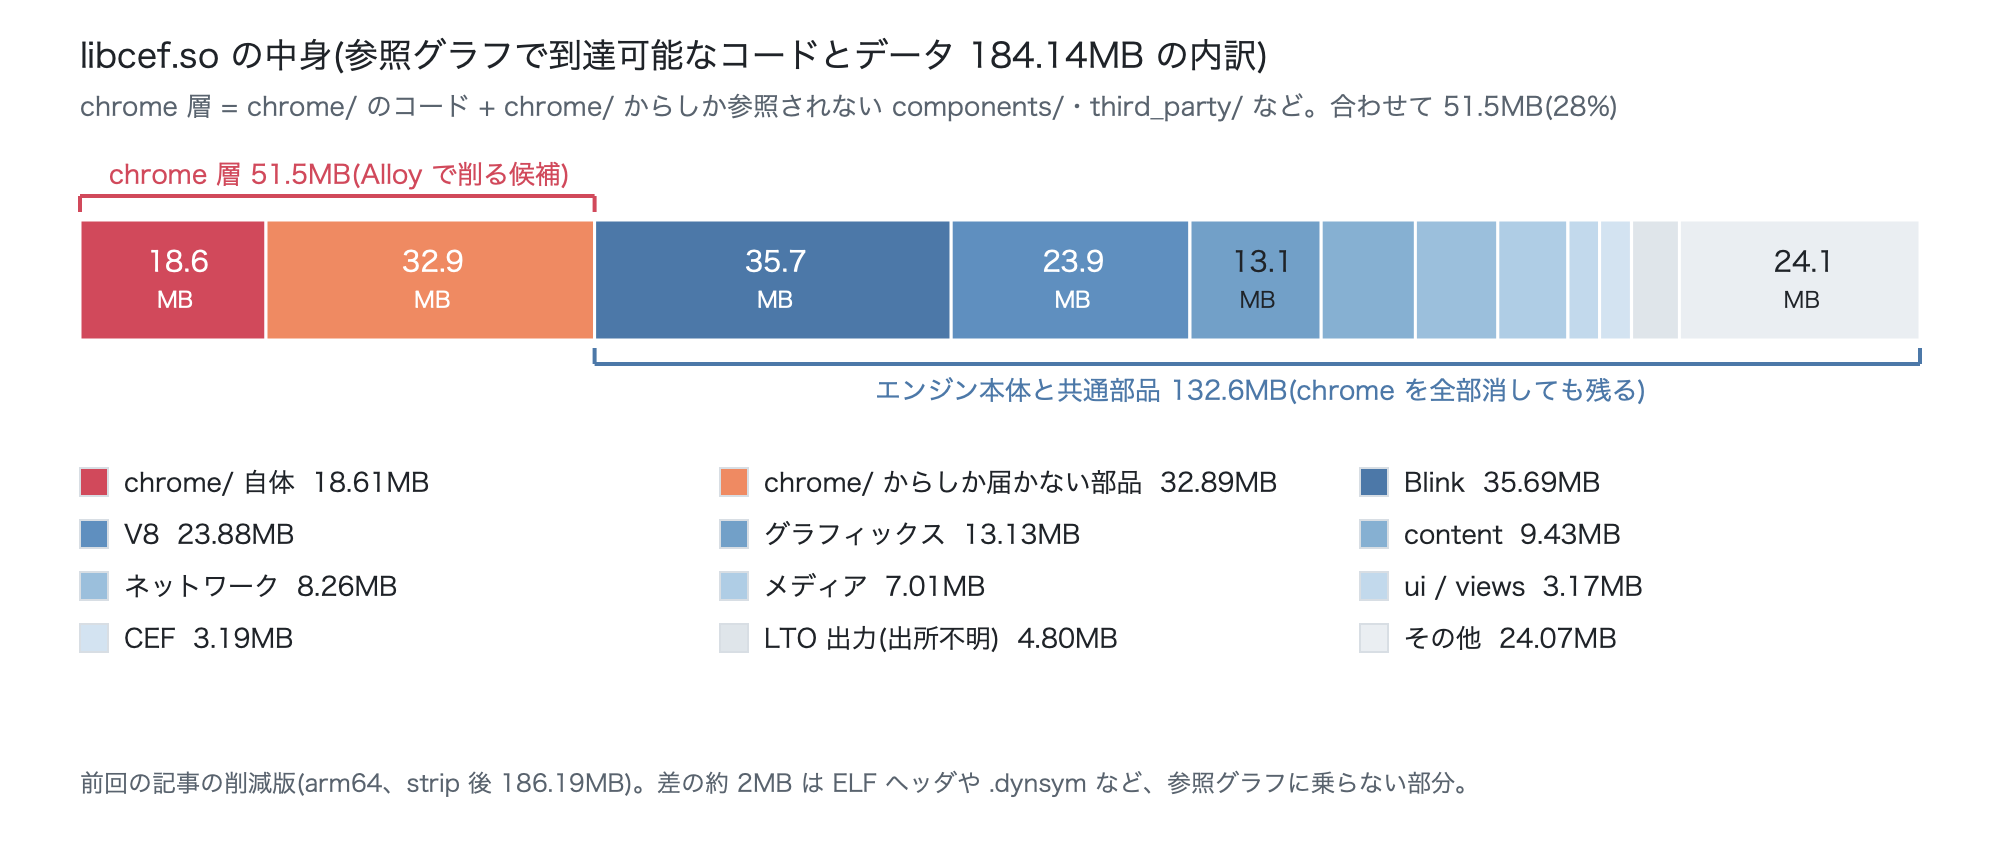 libcef.so の中身(参照グラフで到達可能なコードとデータ 184.14MB の内訳)
chrome 層 = chrome/ のコード + chrome/ からしか参照されない components/・third_party/ など。合わせて 51.5MB(28%)
chrome 層 51.5MB(Alloy で削る候補)
18.6 32.9 35.7 23.9 13.1 24.1
MB MB MB MB MB MB
エンジン本体と共通部品 132.6MB(chrome を全部消しても残る)
chrome/ 自体 18.61MB chrome/ からしか届かない部品 32.89MB Blink 35.69MB
V8 23.88MB グラフィックス 13.13MB content 9.43MB
ネットワーク 8.26MB メディア 7.01MB ui / views 3.17MB
CEF 3.19MB LTO 出力(出所不明) 4.80MB その他 24.07MB
前回の記事の削減版(arm64、strip 後 186.19MB)。差の約 2MB は ELF ヘッダや .dynsym など、参照グラフに乗らない部分。